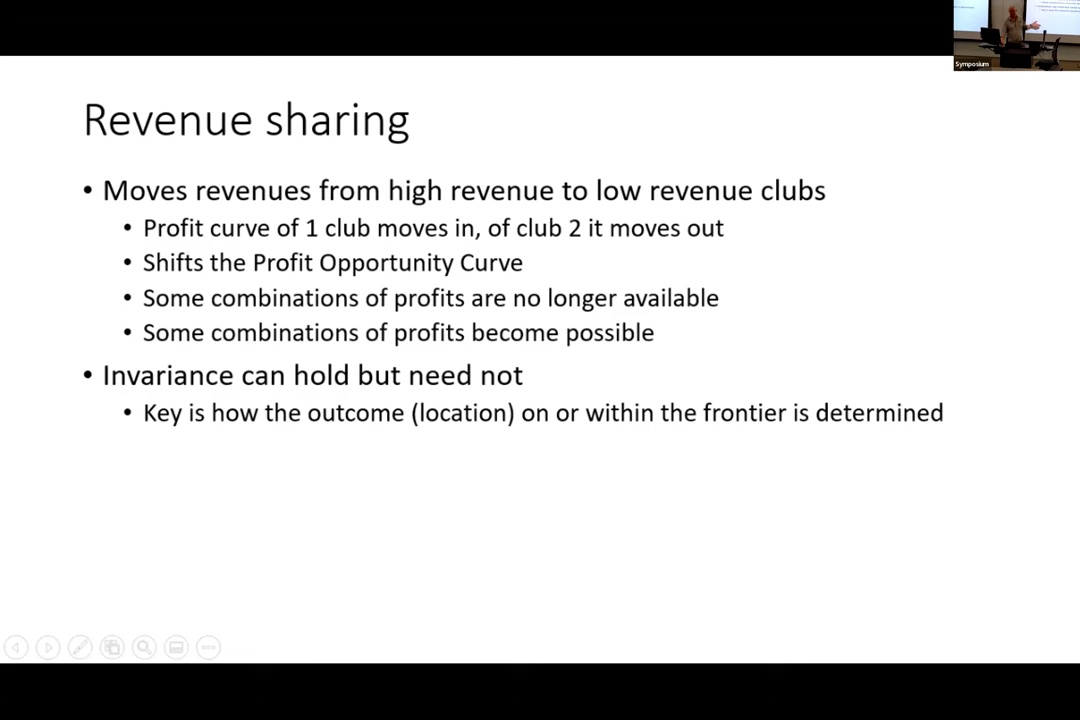 Symposium
Revenue sharing
• Moves revenues from high revenue to low revenue clubs
• Profit curve of 1 club moves in, of club 2 it moves out
• Shifts the Profit Opportunity Curve
• Some combinations of profits are no longer available
• Some combinations of profits become possible
• Invariance can hold but need not
• Key is how the outcome (location) on or within the frontier is determined